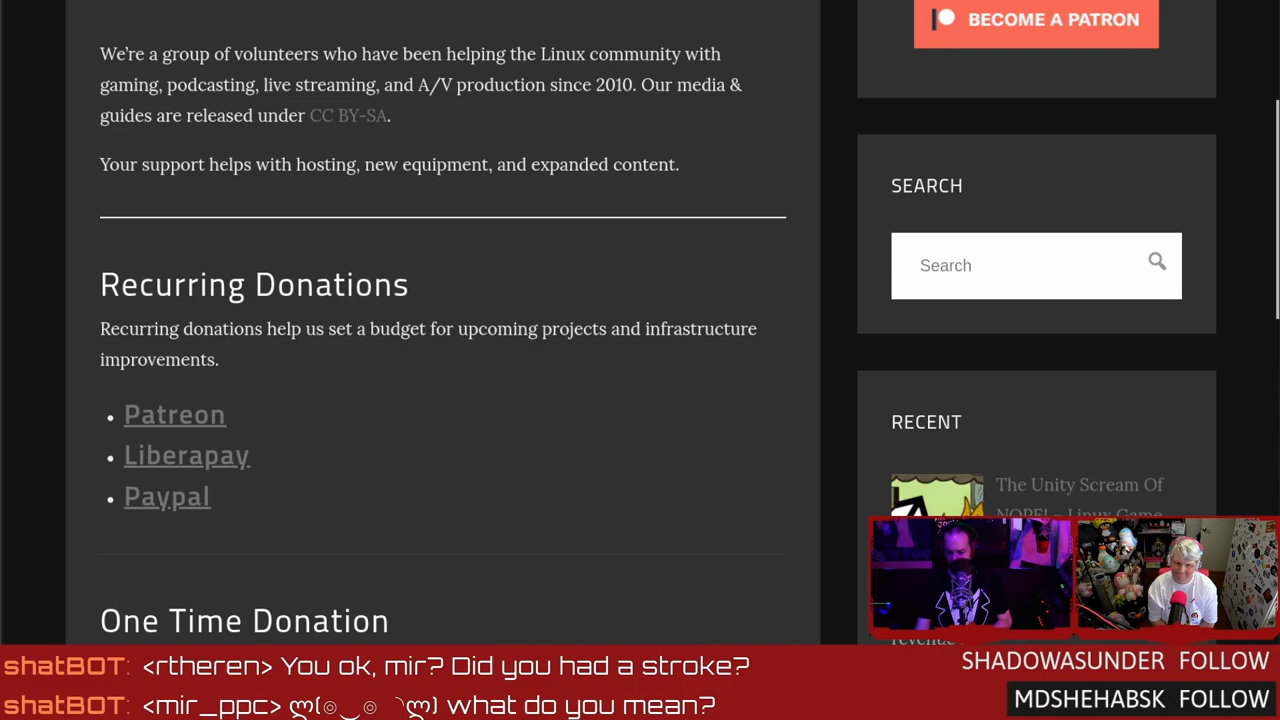 BECOME A PATRON
We're a group of volunteers who have been helping the Linux community with
gaming, podcasting, live streaming, and A/V production since 2010. Our media &
guides are released under CC BY-SA.
Your support helps with hosting, new equipment, and expanded content.
SEARCH
Search
Recurring Donations
Recurring donations help us set a budget for upcoming projects and infrastructure
improvements.
• Patreon
• Liberapay
• Paypal
RECENT
The Unity Scream Of
NOPE! – Linux Game
One Time Donation
revenue
shatBOT: <rtheren> You ok, mir? Did you had a stroke?
shatBOT: <mir_ppc> ლ(๏‿๏ ◝ლ) what do you mean?
SHADOWASUNDER FOLLOW
MDSHEHABSK FOLLOW